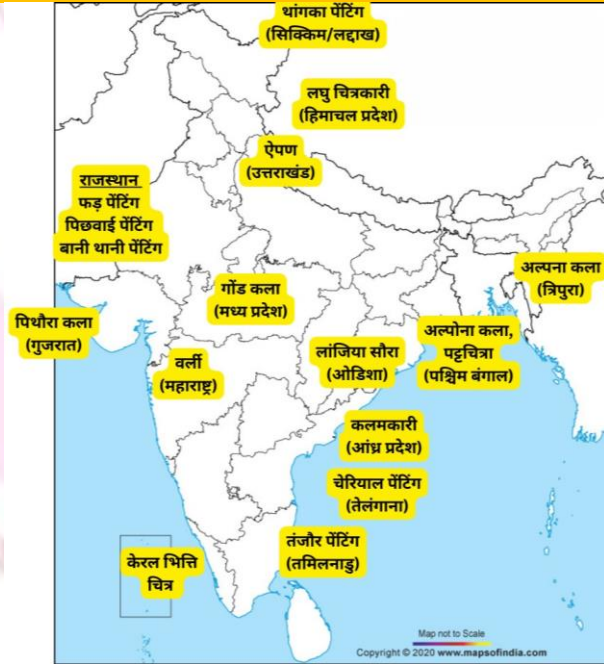 थांगका पेंटिंग
(सिक्किम/लद्दाख)
लघु चित्रकारी
(हिमाचल प्रदेश)
ऐपण
(उत्तराखंड)
राजस्थान
फड़ पेंटिंग
पिछवाई पेंटिंग
बानी थानी पेंटिंग
अल्पना कला
(त्रिपुरा)
गोंड कला
(मध्य प्रदेश)
पिथौरा कला
(गुजरात)
अल्पोना कला,
पट्टचित्रा
(पश्चिम बंगाल)
लांजिया सौरा
(ओडिशा)
वर्ली
(महाराष्ट्र)
कलमकारी
(आंध्र प्रदेश)
चेरियाल पेंटिंग
(तेलंगाना)
तंजौर पेंटिंग
(तमिलनाडु)
केरल भित्ति
चित्र
Map not to Scale
Copyright © 2020 www.mapsofindia.com